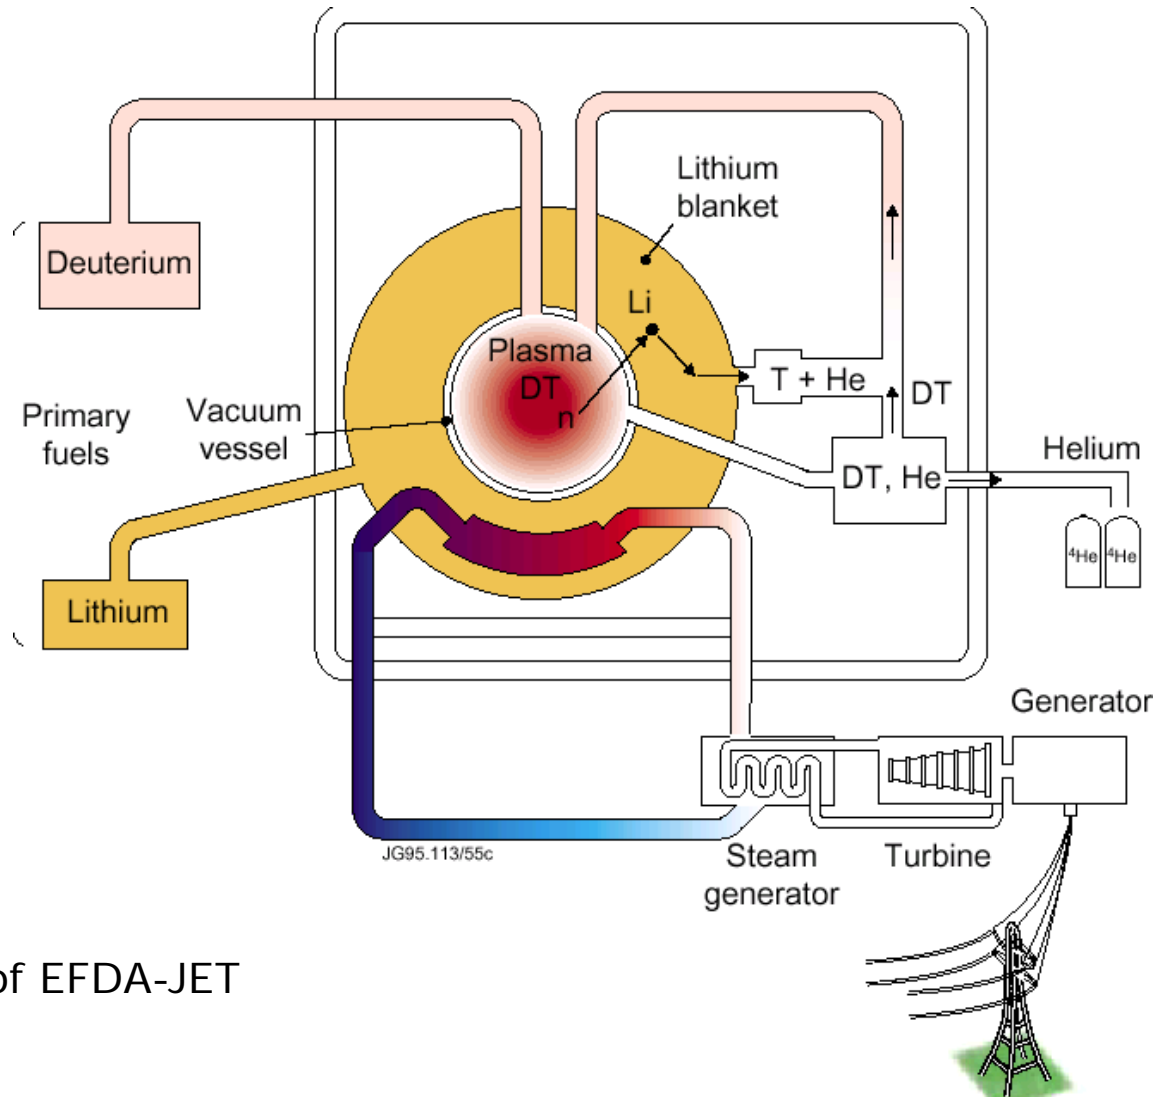 Lithium
blanket
Deuterium
Li
Plasma
DT
n
T + He
DT
Primary
fuels
Vacuum
vessel
DT, He
Helium
⁴He
⁴He
Lithium
Generator
JG95.113/55c
Steam
generator
Turbine
of EFDA-JET